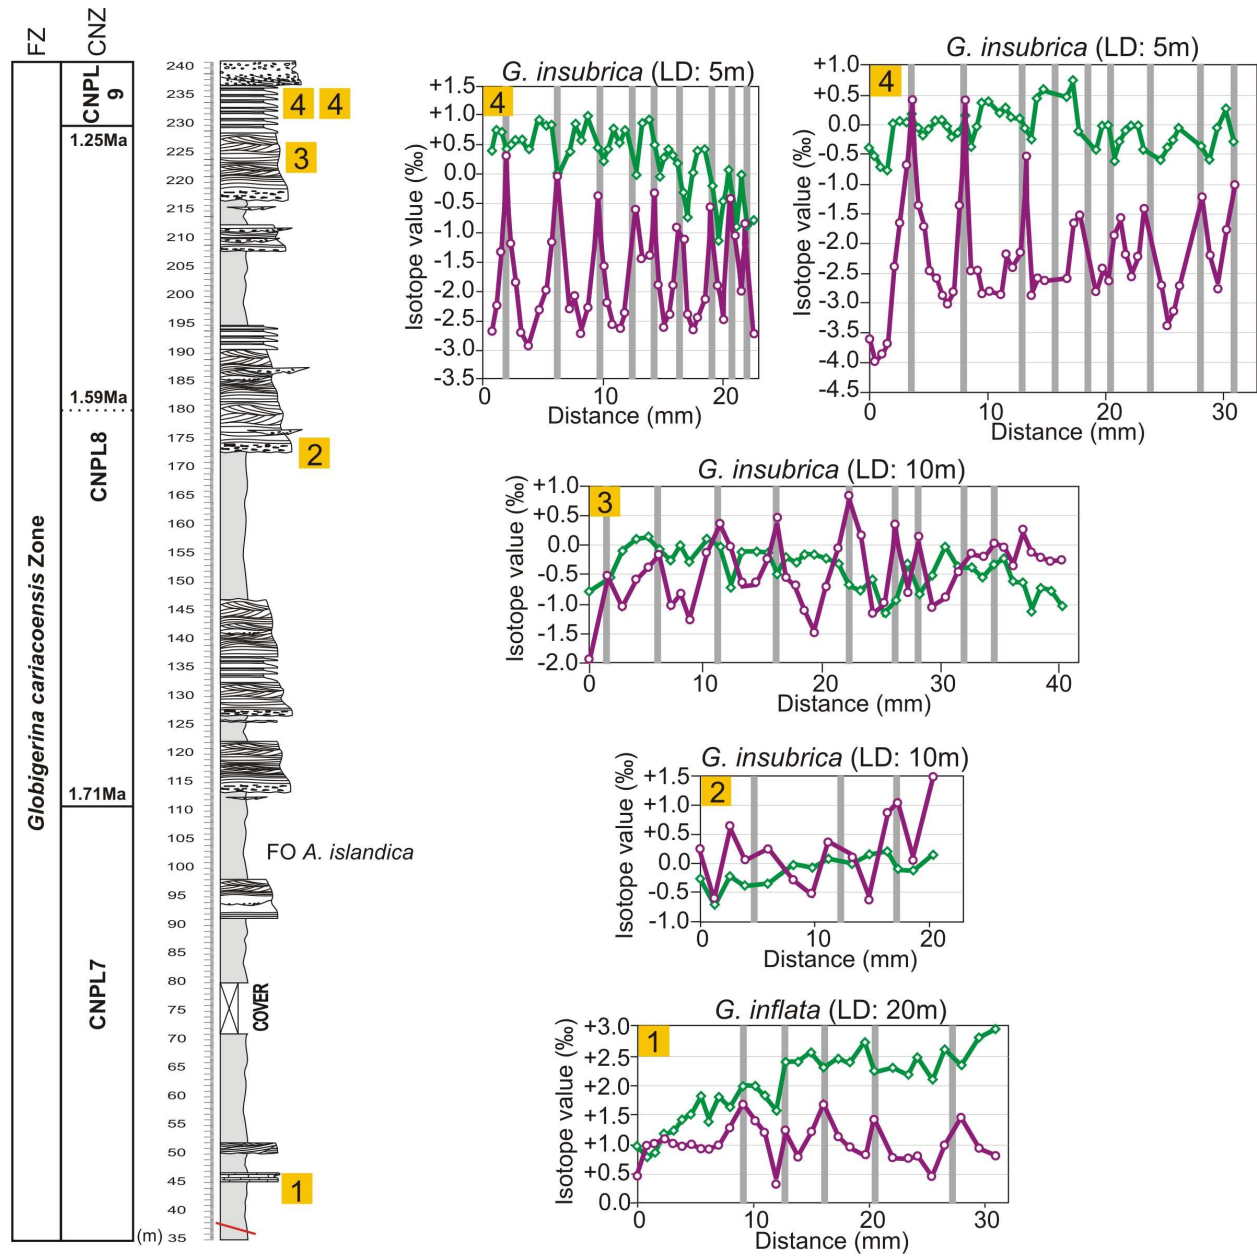 FZ
CNZ
Globigerina cariacoensis Zone
CNPL 9
1.25Ma
1.59Ma
CNPL8
1.71Ma
CNPL7
240
235
230
225
220
215
210
205
200
195
190
185
180
175
170
165
160
155
150
145
140
135
130
125
120
115
110
105
100
95
90
85
80
75
70
65
60
55
50
45
40
(m) 35
4 4
3
2
1
FO A. islandica
COVER
G. insubrica (LD: 5m)
4
Isotope value (‰)
+1.5
+1.0
+0.5
0.0
-0.5
-1.0
-1.5
-2.0
-2.5
-3.0
-3.5
0 10 20
Distance (mm)
G. insubrica (LD: 5m)
4
Isotope value (‰)
+1.0
+0.5
0.0
-0.5
-1.0
-1.5
-2.0
-2.5
-3.0
-3.5
-4.0
-4.5
0 10 20 30
Distance (mm)
G. insubrica (LD: 10m)
3
Isotope value (‰)
+1.0
+0.5
0.0
-0.5
-1.0
-1.5
-2.0
0 10 20 30 40
Distance (mm)
G. insubrica (LD: 10m)
2
Isotope value (‰)
+1.5
+1.0
+0.5
0.0
-0.5
-1.0
0 10 20
Distance (mm)
G. inflata (LD: 20m)
1
Isotope value (‰)
+3.0
+2.5
+2.0
+1.5
+1.0
+0.5
0.0
0 10 20 30
Distance (mm)